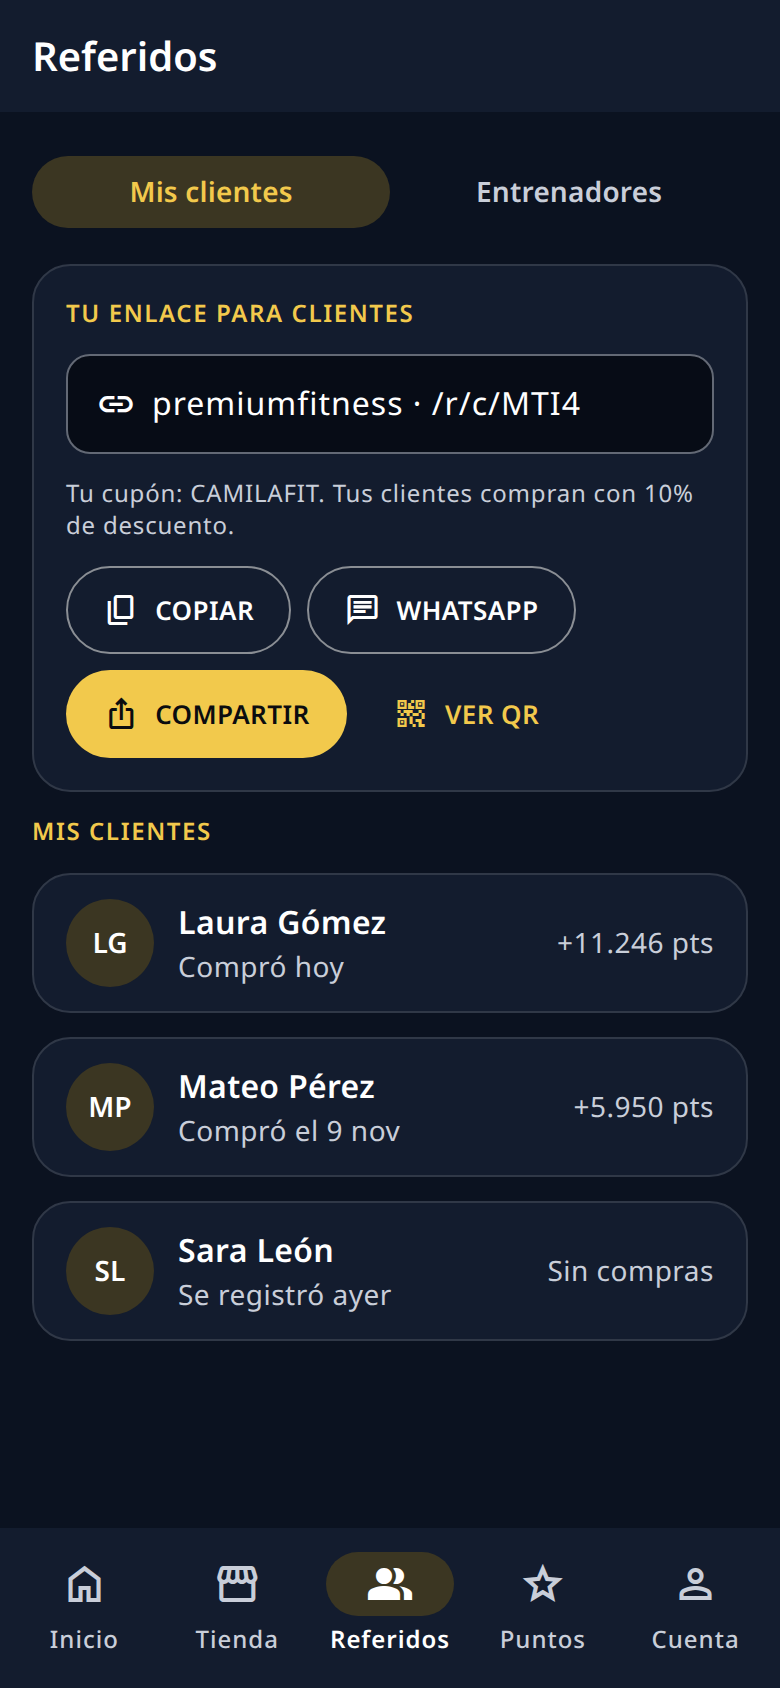 Referidos
Mis clientes
Entrenadores
TU ENLACE PARA CLIENTES
premiumfitness · /r/c/MTI4
Tu cupón: CAMILAFIT. Tus clientes compran con 10%
de descuento.
COPIAR
WHATSAPP
COMPARTIR
VER QR
MIS CLIENTES
LG
Laura Gómez
Compró hoy
+11.246 pts
MP
Mateo Pérez
Compró el 9 nov
+5.950 pts
SL
Sara León
Se registró ayer
Sin compras
Inicio
Tienda
Referidos
Puntos
Cuenta